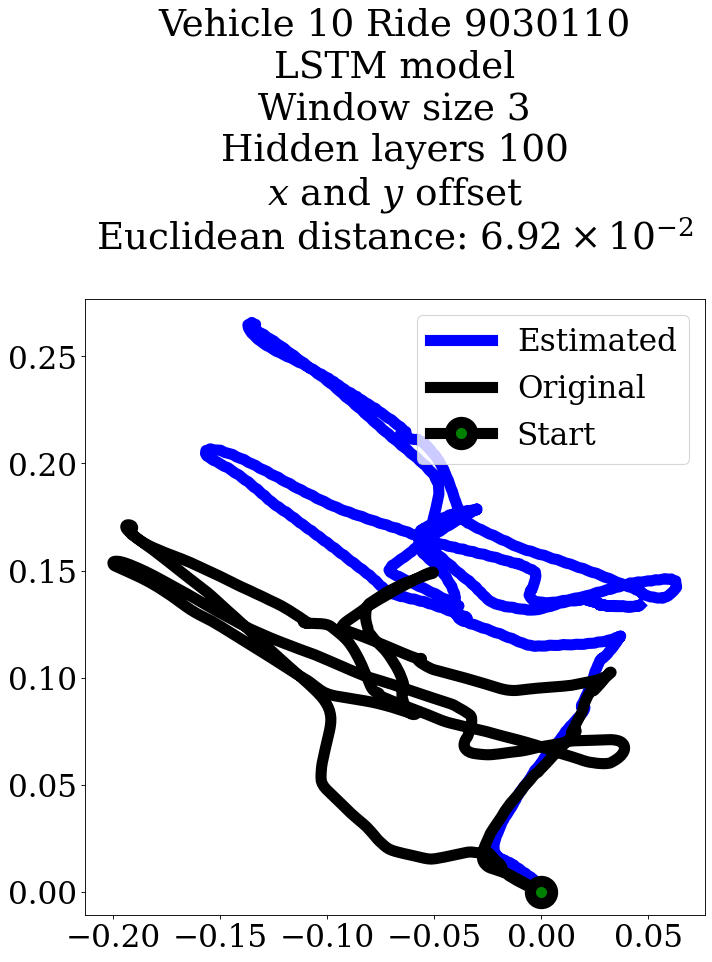 Vehicle 10 Ride 9030110
LSTM model
Window size 3
Hidden layers 100
x and y offset
Euclidean distance: 6.92 × 10⁻²
Estimated
Original
Start
0.25
0.20
0.15
0.10
0.05
0.00
−0.20 −0.15 −0.10 −0.05 0.00 0.05